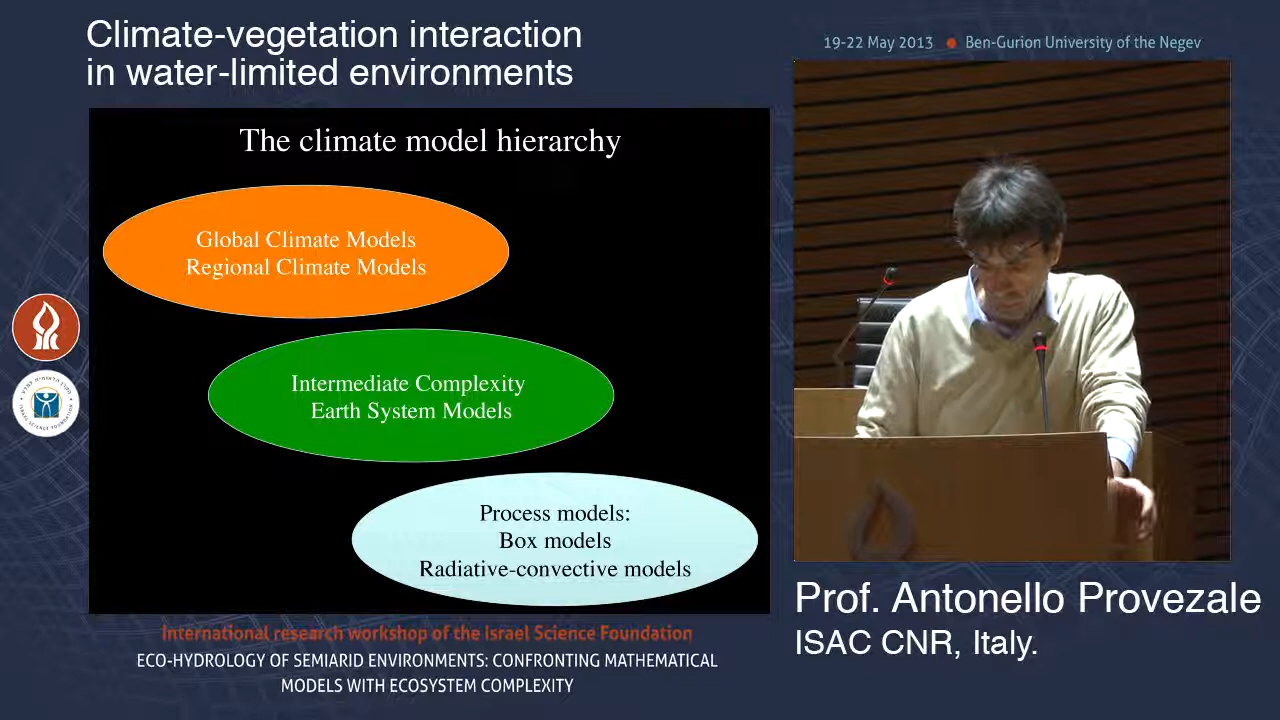 Climate-vegetation interaction
in water-limited environments
19-22 May 2013 ● Ben-Gurion University of the Negev
The climate model hierarchy
Global Climate Models
Regional Climate Models
Intermediate Complexity
Earth System Models
Process models:
Box models
Radiative-convective models
Prof. Antonello Provezale
ISAC CNR, Italy.
International research workshop of the Israel Science Foundation
ECO-HYDROLOGY OF SEMIARID ENVIRONMENTS: CONFRONTING MATHEMATICAL
MODELS WITH ECOSYSTEM COMPLEXITY
ISRAEL SCIENCE FOUNDATION